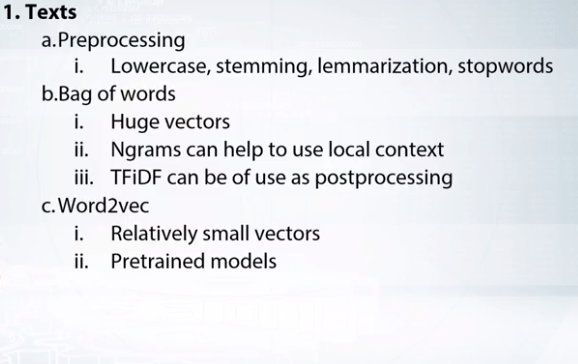 1. Texts
a.Preprocessing
i. Lowercase, stemming, lemmarization, stopwords
b.Bag of words
i. Huge vectors
ii. Ngrams can help to use local context
iii. TFiDF can be of use as postprocessing
c.Word2vec
i. Relatively small vectors
ii. Pretrained models